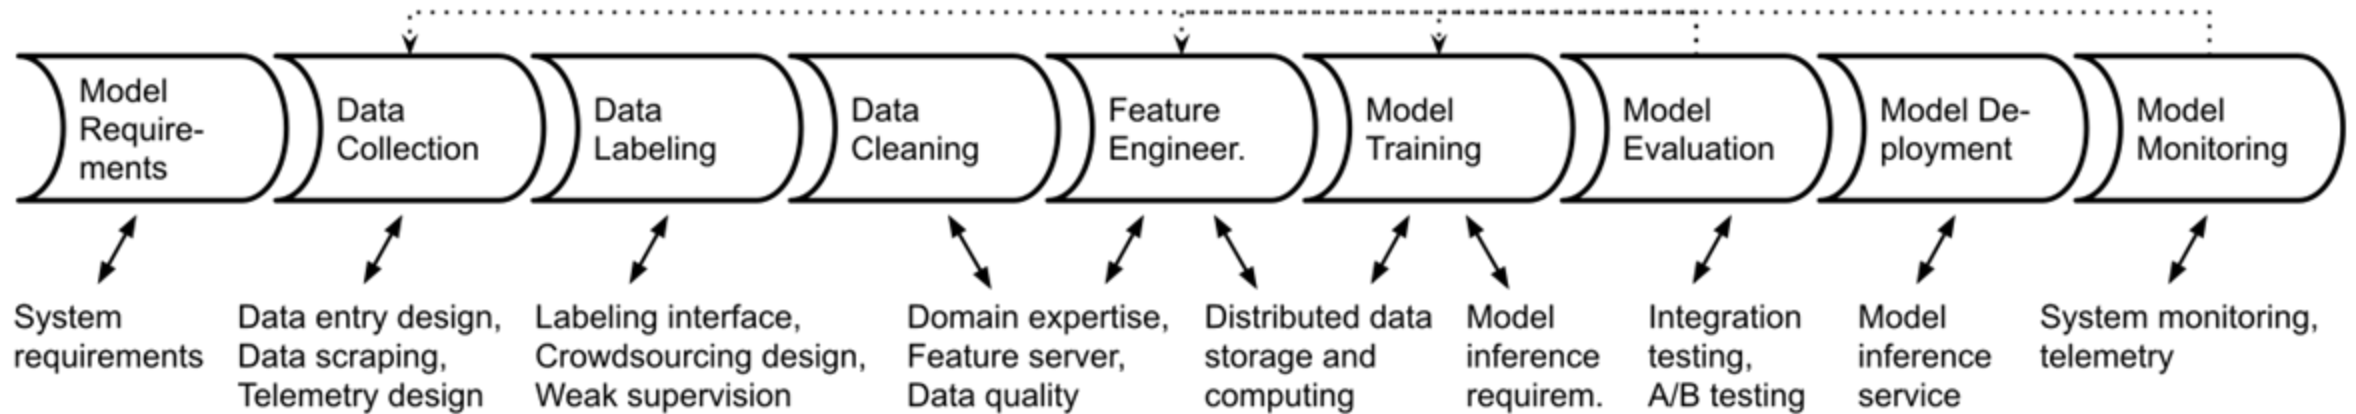 Model
Require-
ments
Data
Collection
Data
Labeling
Data
Cleaning
Feature
Engineer.
Model
Training
Model
Evaluation
Model De-
ployment
Model
Monitoring
System
requirements
Data entry design,
Data scraping,
Telemetry design
Labeling interface,
Crowdsourcing design,
Weak supervision
Domain expertise,
Feature server,
Data quality
Distributed data
storage and
computing
Model
inference
requirem.
Integration
testing,
A/B testing
Model
inference
service
System monitoring,
telemetry